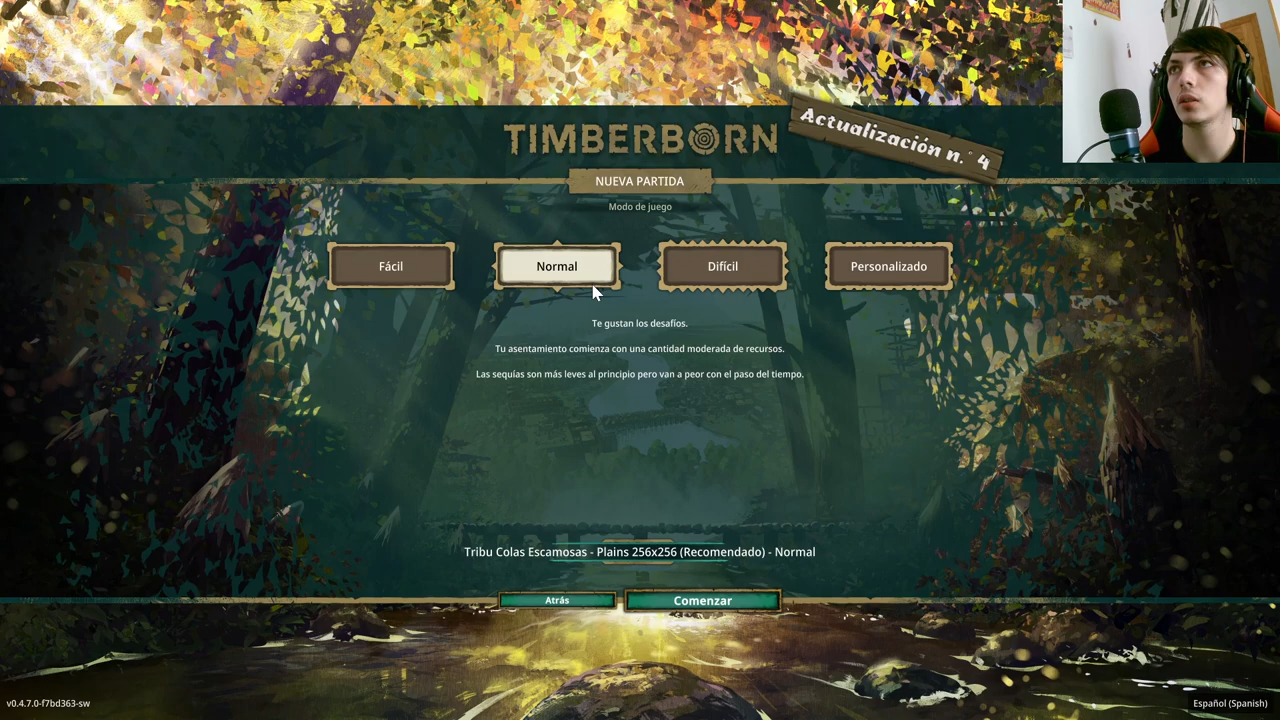 Actualización n.º 4
TIMBERBORN
NUEVA PARTIDA
Modo de juego
Fácil
Normal
Difícil
Personalizado
Te gustan los desafíos.
Tu asentamiento comienza con una cantidad moderada de recursos.
Las sequías son más leves al principio pero van a peor con el paso del tiempo.
Tribu Colas Escamosas - Plains 256x256 (Recomendado) - Normal
Atrás
Comenzar
v0.4.7.0-f7bd363-sw
Español (Spanish)